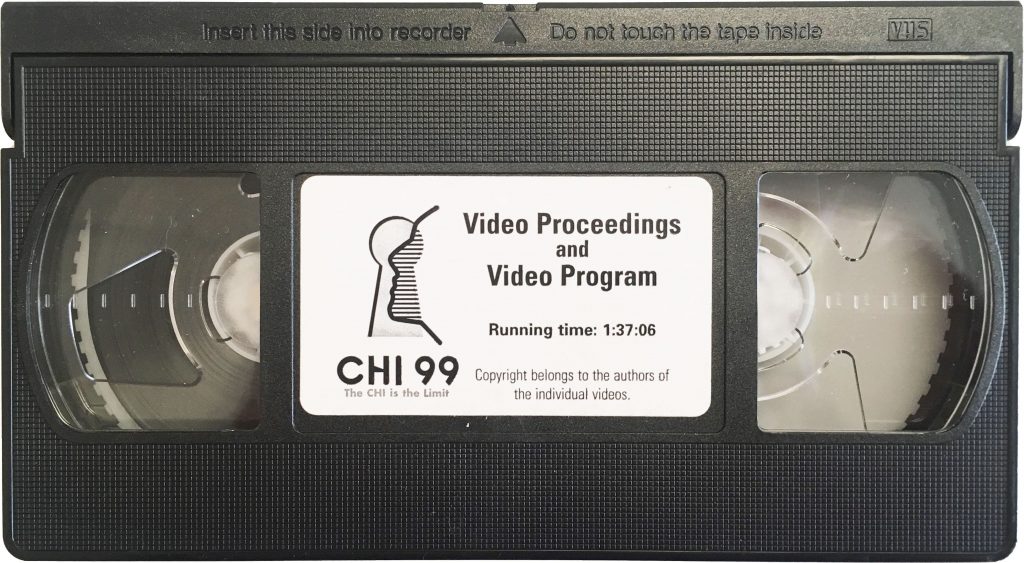 Insert this side into recorder Do not touch the tape inside VHS
Video Proceedings
and
Video Program
Running time: 1:37:06
CHI 99
The CHI is the Limit
Copyright belongs to the authors of
the individual videos.